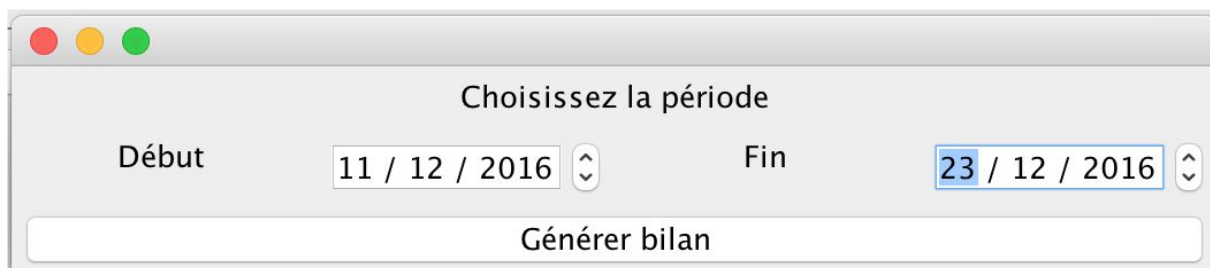 Choisissez la période
Début 11 / 12 / 2016 Fin 23 / 12 / 2016
Générer bilan